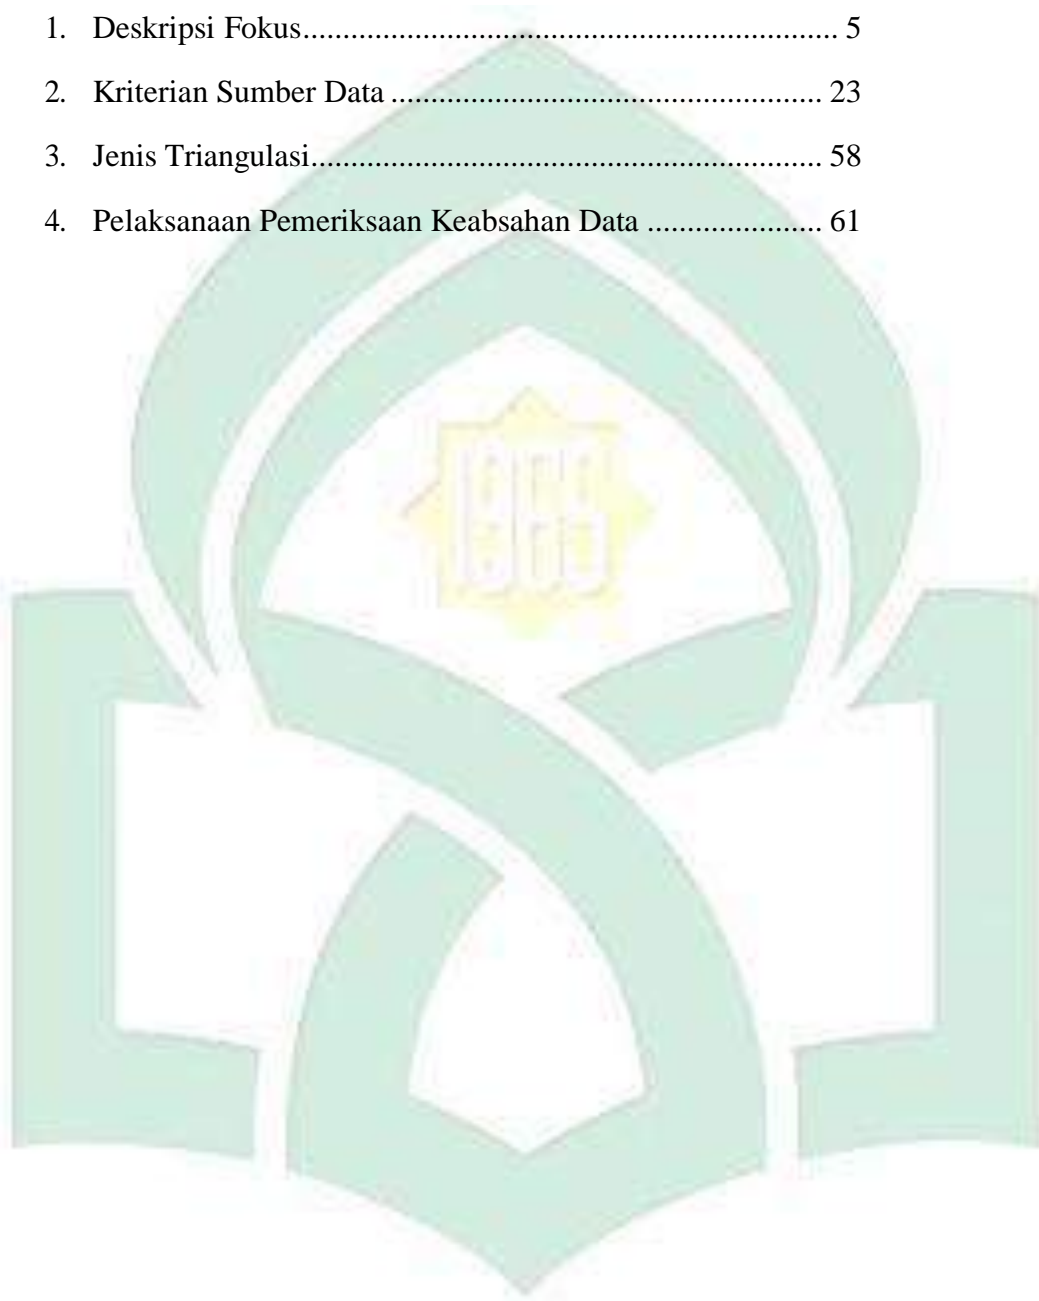 1. Deskripsi Fokus................................................................... 5
2. Kriterian Sumber Data ...................................................... 23
3. Jenis Triangulasi................................................................ 58
4. Pelaksanaan Pemeriksaan Keabsahan Data ...................... 61